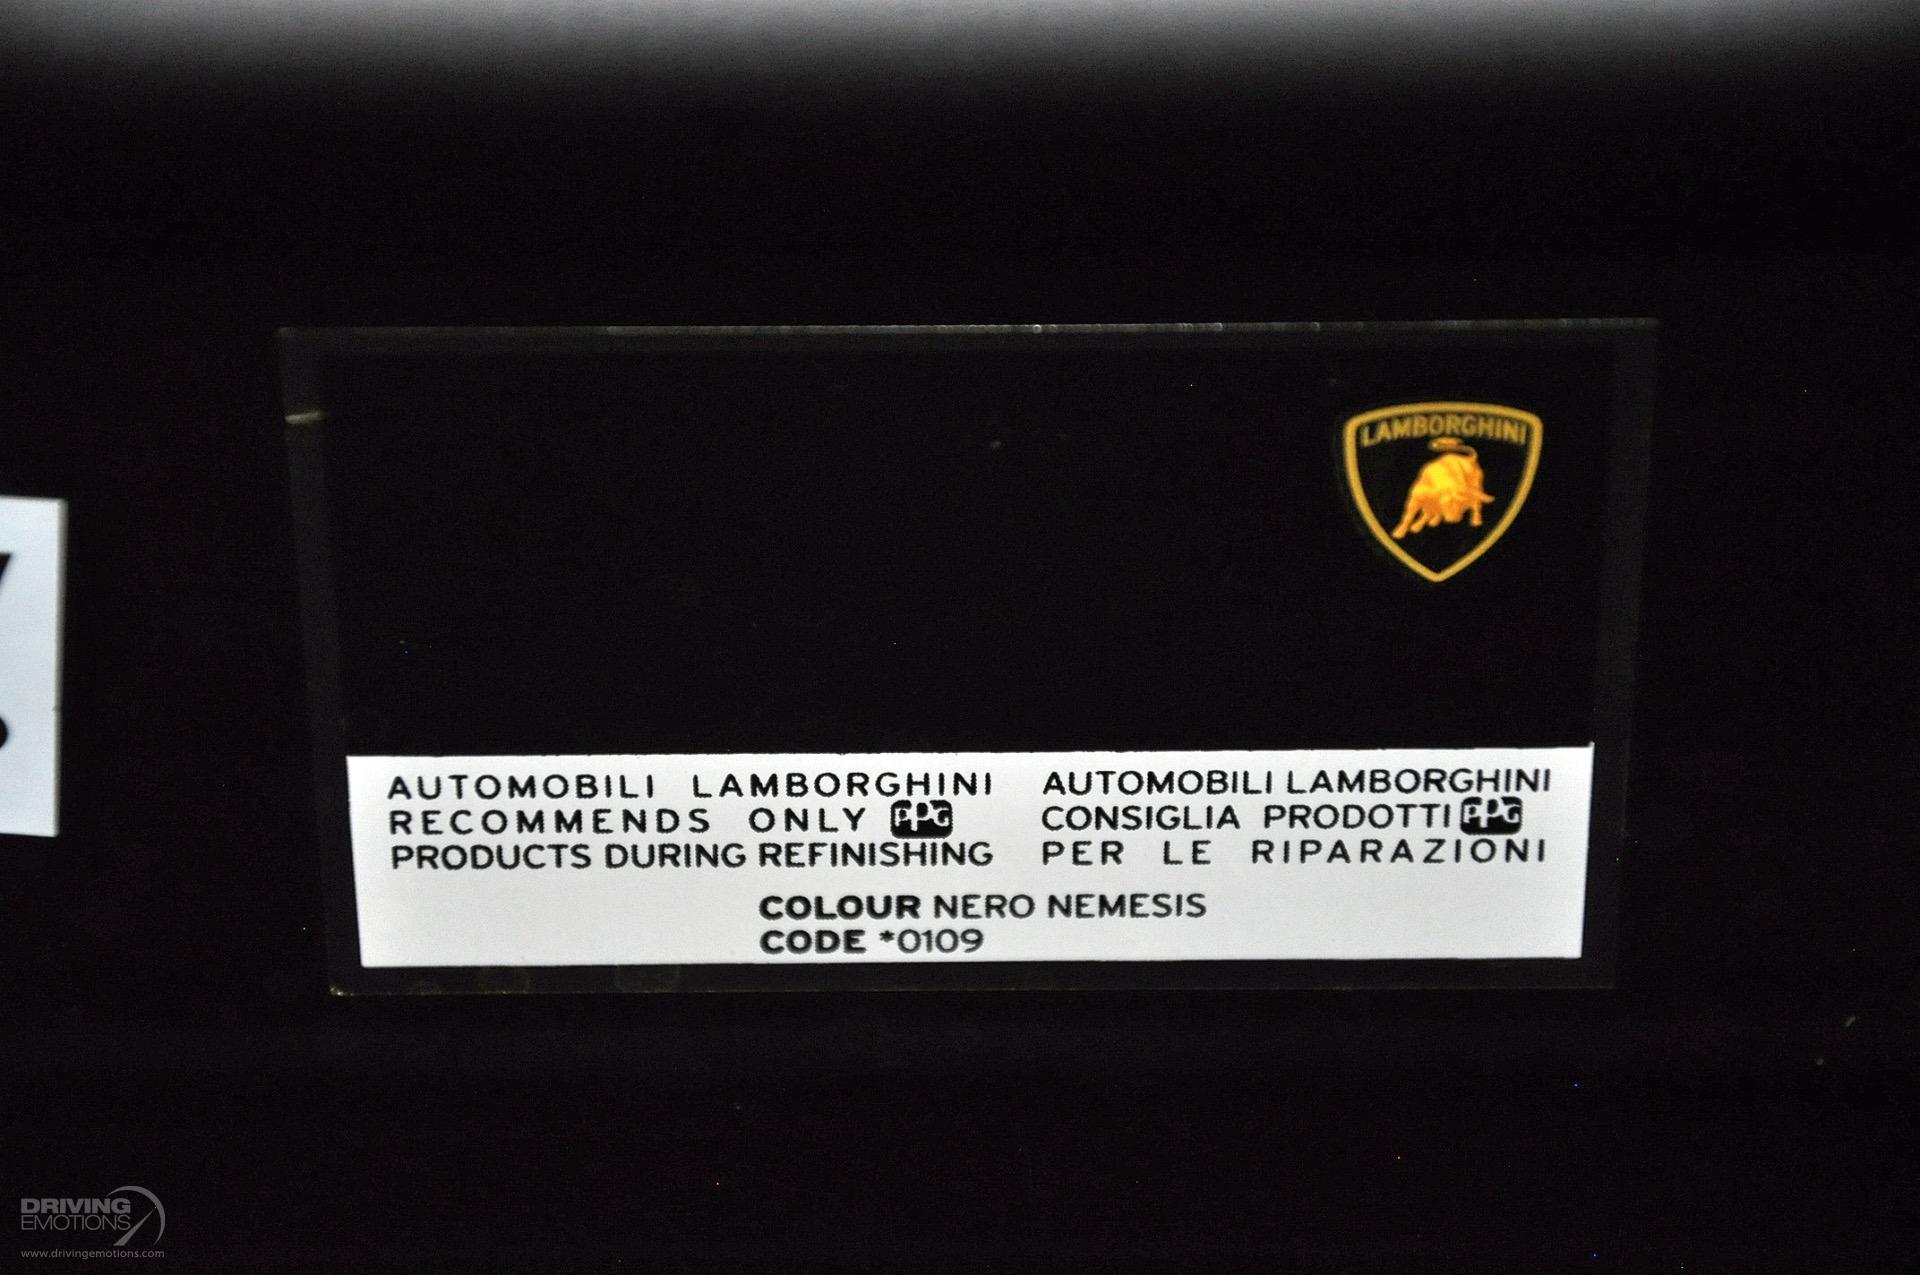 LAMBORGHINI
AUTOMOBILI LAMBORGHINI
RECOMMENDS ONLY PPG
PRODUCTS DURING REFINISHING
AUTOMOBILI LAMBORGHINI
CONSIGLIA PRODOTTI PPG
PER LE RIPARAZIONI
COLOUR NERO NEMESIS
CODE *0109
DRIVING
EMOTIONS
www.drivingemotions.com